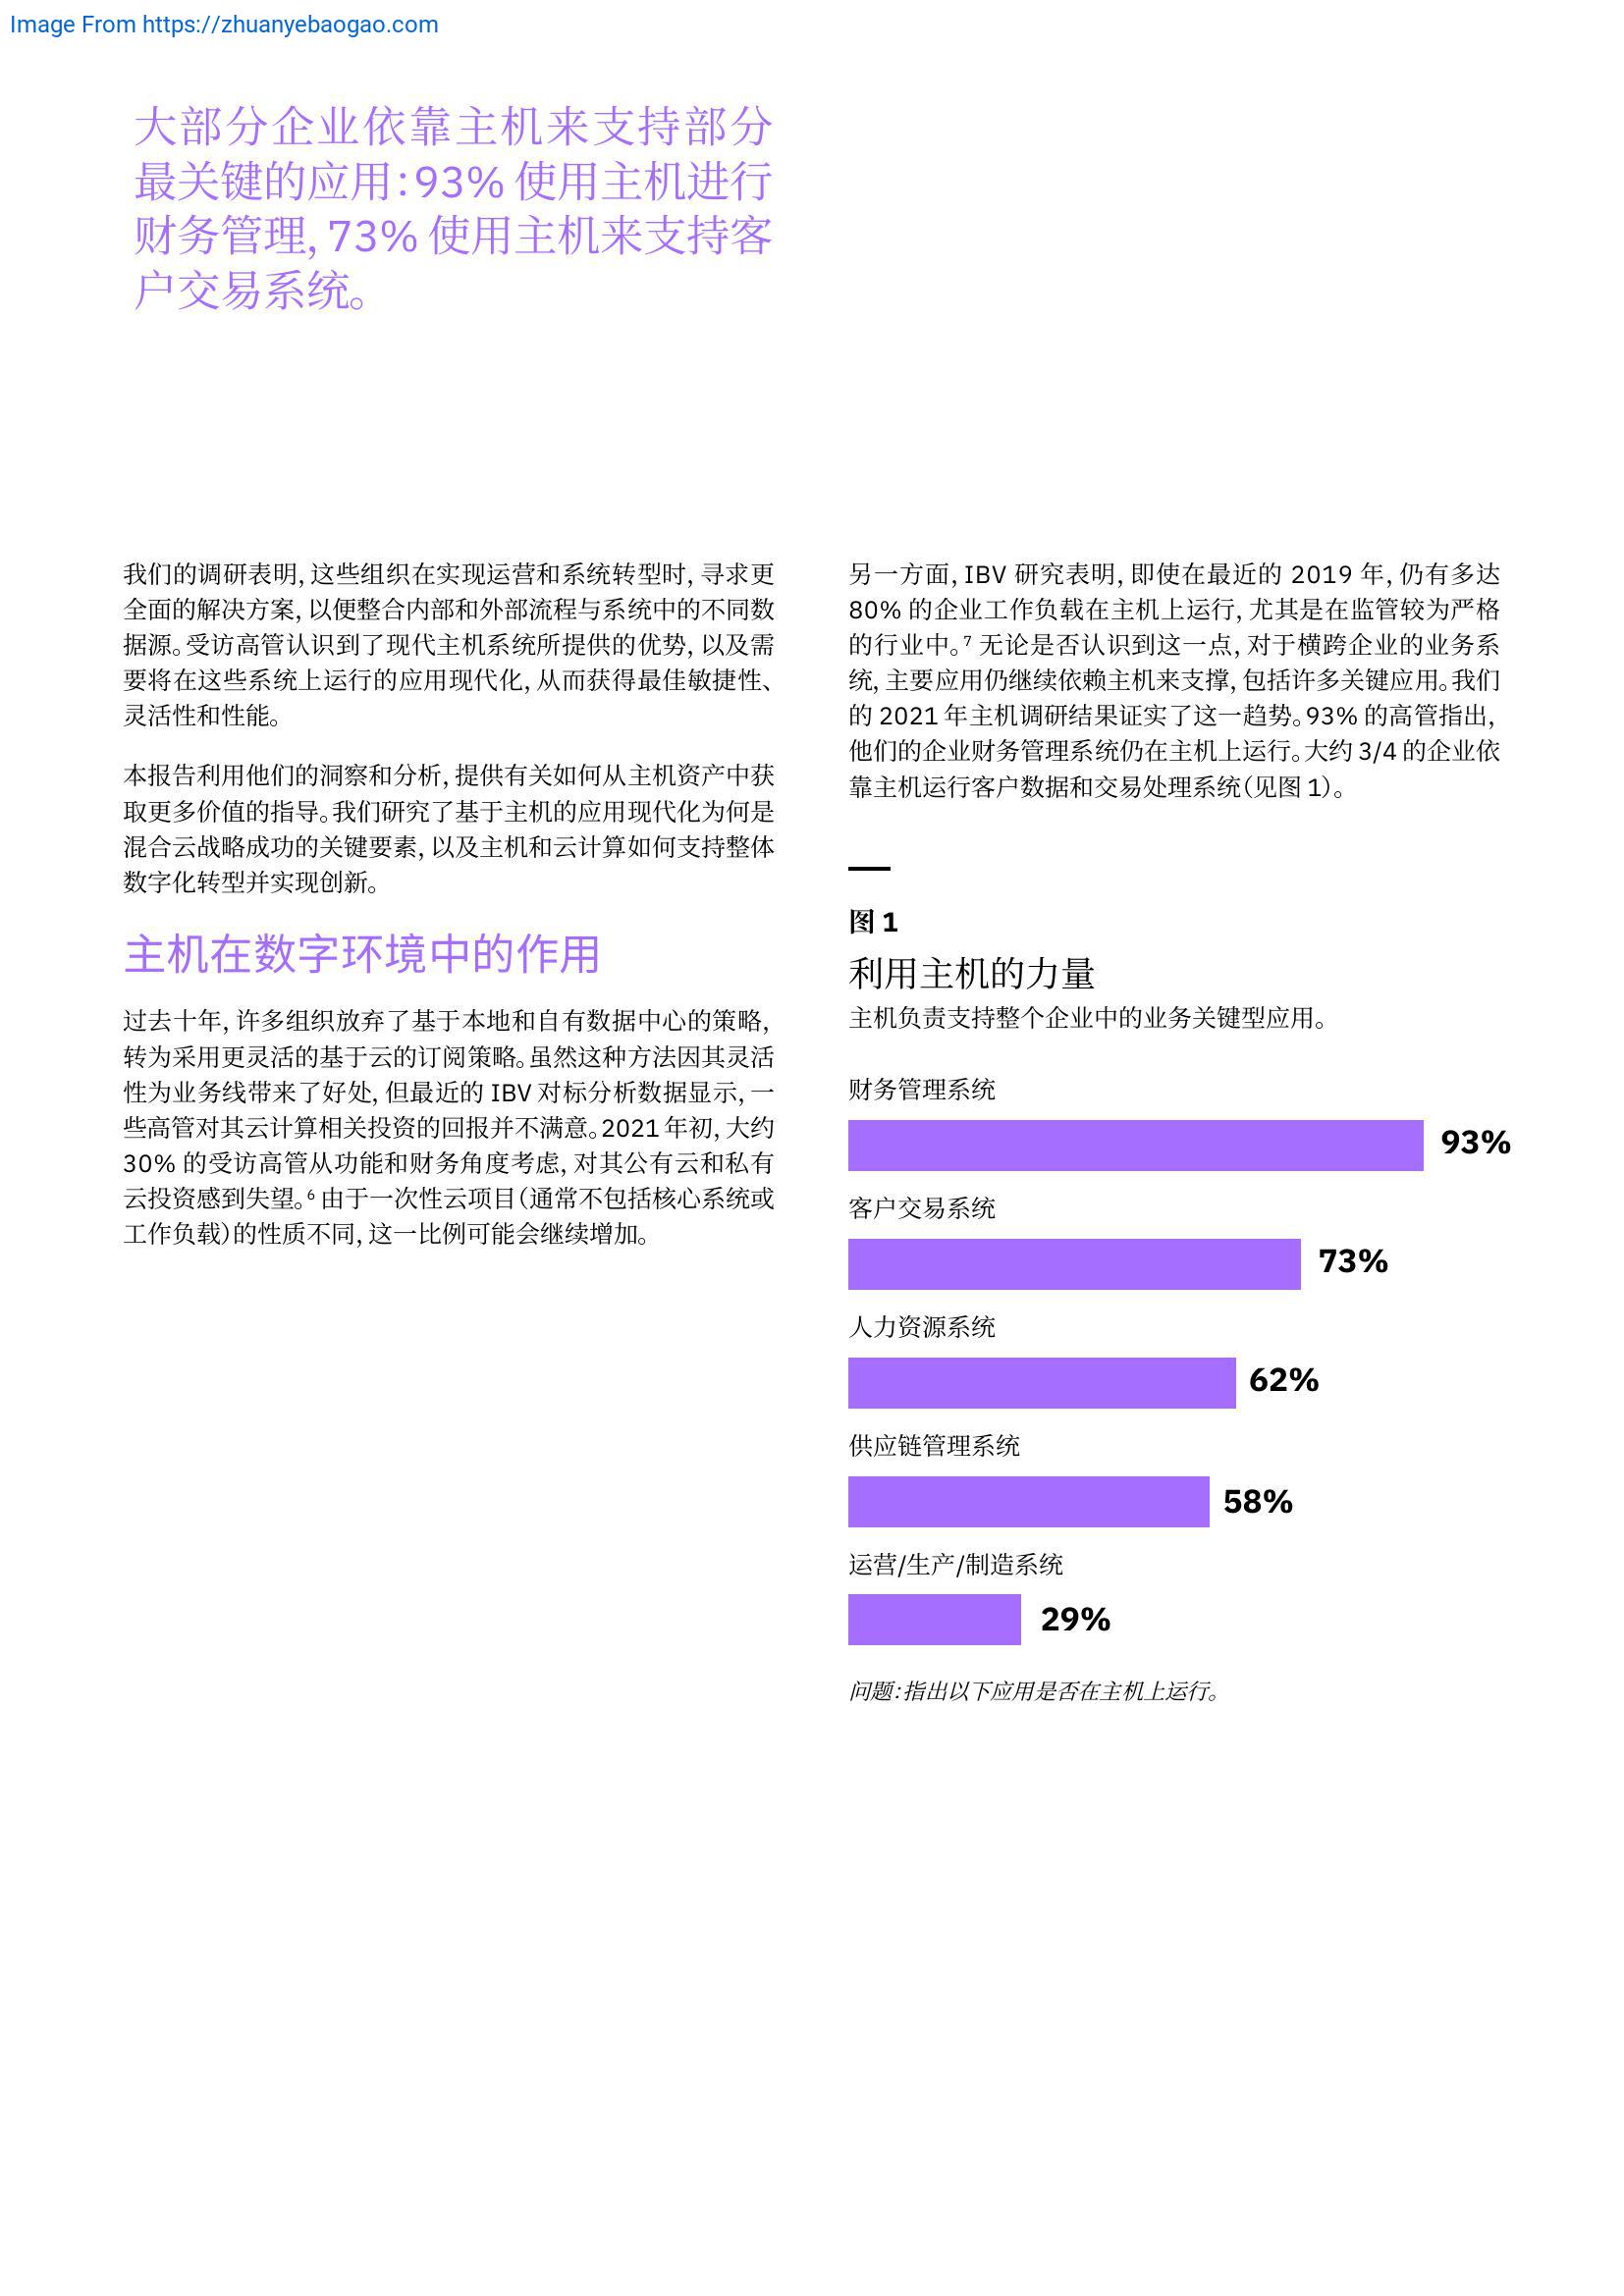 Image From https://zhuanyebaogao.com
大部分企业依靠主机来支持部分
最关键的应用：93% 使用主机进行
财务管理，73% 使用主机来支持客
户交易系统。
我们的调研表明，这些组织在实现运营和系统转型时，寻求更
全面的解决方案，以便整合内部和外部流程与系统中的不同数
据源。受访高管认识到了现代主机系统所提供的优势，以及需
要将在这些系统上运行的应用现代化，从而获得最佳敏捷性、
灵活性和性能。
本报告利用他们的洞察和分析，提供有关如何从主机资产中获
取更多价值的指导。我们研究了基于主机的应用现代化为何是
混合云战略成功的关键要素，以及主机和云计算如何支持整体
数字化转型并实现创新。
主机在数字环境中的作用
过去十年，许多组织放弃了基于本地和自有数据中心的策略，
转为采用更灵活的基于云的订阅策略。虽然这种方法因其灵活
性为业务线带来了好处，但最近的 IBV 对标分析数据显示，一
些高管对其云计算相关投资的回报并不满意。2021 年初，大约
30% 的受访高管从功能和财务角度考虑，对其公有云和私有
云投资感到失望。⁶ 由于一次性云项目（通常不包括核心系统或
工作负载）的性质不同，这一比例可能会继续增加。
另一方面，IBV 研究表明，即使在最近的 2019 年，仍有多达
80% 的企业工作负载在主机上运行，尤其是在监管较为严格
的行业中。⁷ 无论是否认识到这一点，对于横跨企业的业务系
统，主要应用仍继续依赖主机来支撑，包括许多关键应用。我们
的 2021 年主机调研结果证实了这一趋势。93% 的高管指出，
他们的企业财务管理系统仍在主机上运行。大约 3/4 的企业依
靠主机运行客户数据和交易处理系统（见图 1）。
图 1
利用主机的力量
主机负责支持整个企业中的业务关键型应用。
财务管理系统
93%
客户交易系统
73%
人力资源系统
62%
供应链管理系统
58%
运营/生产/制造系统
29%
问题：指出以下应用是否在主机上运行。